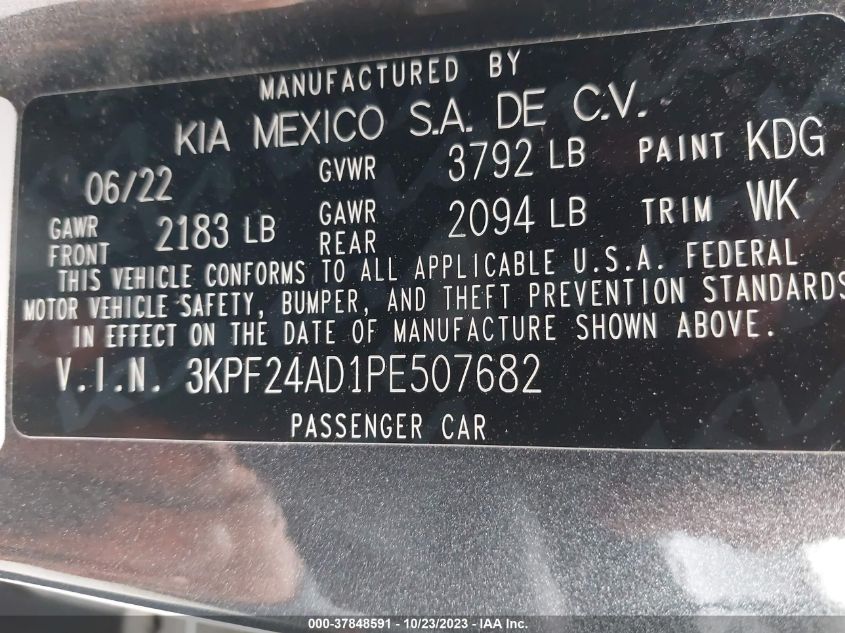 MANUFACTURED BY
KIA MEXICO S.A. DE C.V.
06/22 GVWR 3792 LB PAINT KDG
GAWR FRONT 2183 LB GAWR REAR 2094 LB TRIM WK
THIS VEHICLE CONFORMS TO ALL APPLICABLE U.S.A. FEDERAL
MOTOR VEHICLE SAFETY, BUMPER, AND THEFT PREVENTION STANDARDS
IN EFFECT ON THE DATE OF MANUFACTURE SHOWN ABOVE.
V.I.N. 3KPF24AD1PE507682
PASSENGER CAR
000-37848591 - 10/23/2023 - IAA Inc.